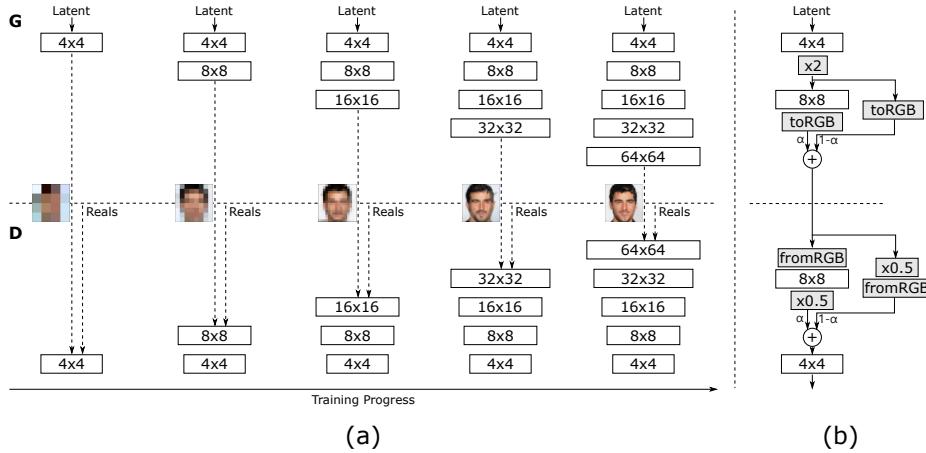 G
Latent Latent Latent Latent Latent
4x4 4x4 4x4 4x4 4x4
8x8 8x8 8x8 8x8
16x16 16x16 16x16
32x32 32x32
64x64
Reals Reals Reals Reals Reals
D
64x64
32x32 32x32
16x16 16x16 16x16
8x8 8x8 8x8 8x8
4x4 4x4 4x4 4x4 4x4
Training Progress
(a)
Latent
4x4
x2
8x8
toRGB toRGB
α 1-α
+
fromRGB x0.5
8x8 fromRGB
x0.5
α 1-α
+
4x4
(b)